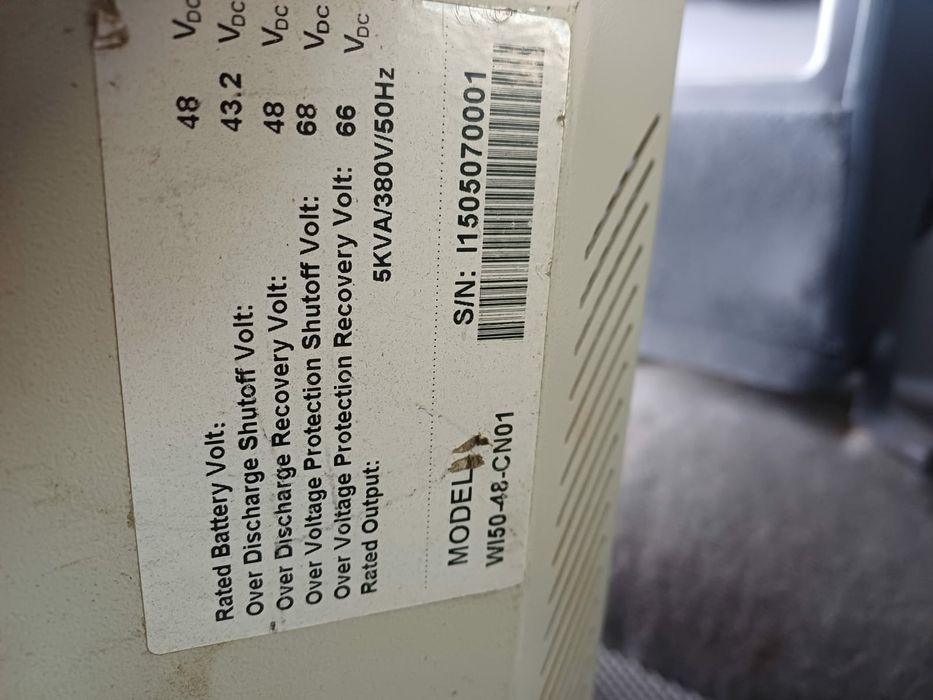 Rated Battery Volt: 48 VDC
Over Discharge Shutoff Volt: 43.2 VDC
Over Discharge Recovery Volt: 48 VDC
Over Voltage Protection Shutoff Volt: 68 VDC
Over Voltage Protection Recovery Volt: 66 VDC
Rated Output: 5KVA/380V/50Hz
MODEL S/N: I1505070001
WI50-48-CN01